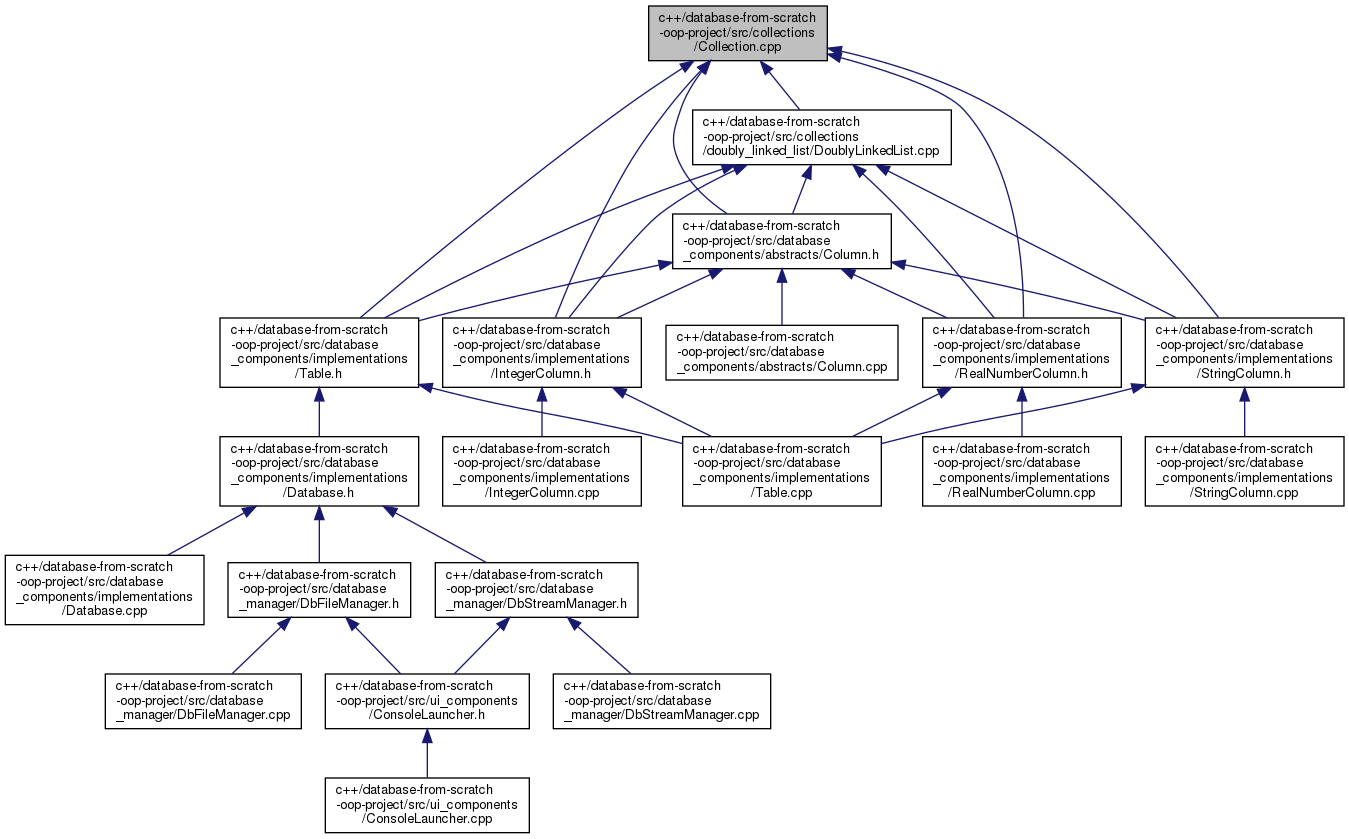 c++/database-from-scratch
-oop-project/src/collections
/Collection.cpp
c++/database-from-scratch
-oop-project/src/collections
/doubly_linked_list/DoublyLinkedList.cpp
c++/database-from-scratch
-oop-project/src/database
_components/abstracts/Column.h
c++/database-from-scratch
-oop-project/src/database
_components/implementations
/Table.h
c++/database-from-scratch
-oop-project/src/database
_components/implementations
/IntegerColumn.h
c++/database-from-scratch
-oop-project/src/database
_components/abstracts/Column.cpp
c++/database-from-scratch
-oop-project/src/database
_components/implementations
/RealNumberColumn.h
c++/database-from-scratch
-oop-project/src/database
_components/implementations
/StringColumn.h
c++/database-from-scratch
-oop-project/src/database
_components/implementations
/Database.h
c++/database-from-scratch
-oop-project/src/database
_components/implementations
/IntegerColumn.cpp
c++/database-from-scratch
-oop-project/src/database
_components/implementations
/Table.cpp
c++/database-from-scratch
-oop-project/src/database
_components/implementations
/RealNumberColumn.cpp
c++/database-from-scratch
-oop-project/src/database
_components/implementations
/StringColumn.cpp
c++/database-from-scratch
-oop-project/src/database
_components/implementations
/Database.cpp
c++/database-from-scratch
-oop-project/src/database
_manager/DbFileManager.h
c++/database-from-scratch
-oop-project/src/database
_manager/DbStreamManager.h
c++/database-from-scratch
-oop-project/src/database
_manager/DbFileManager.cpp
c++/database-from-scratch
-oop-project/src/ui_components
/ConsoleLauncher.h
c++/database-from-scratch
-oop-project/src/database
_manager/DbStreamManager.cpp
c++/database-from-scratch
-oop-project/src/ui_components
/ConsoleLauncher.cpp